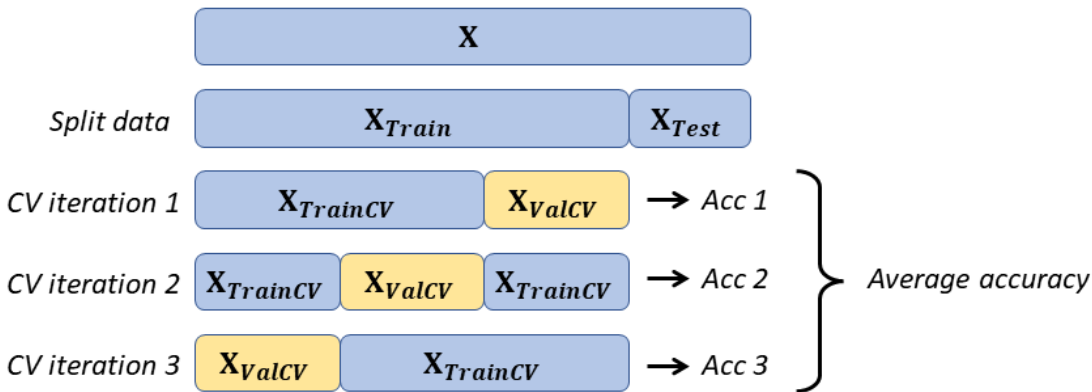 X
Split data X_Train X_Test
CV iteration 1 X_TrainCV X_ValCV → Acc 1
CV iteration 2 X_TrainCV X_ValCV X_TrainCV → Acc 2
Average accuracy
CV iteration 3 X_ValCV X_TrainCV → Acc 3